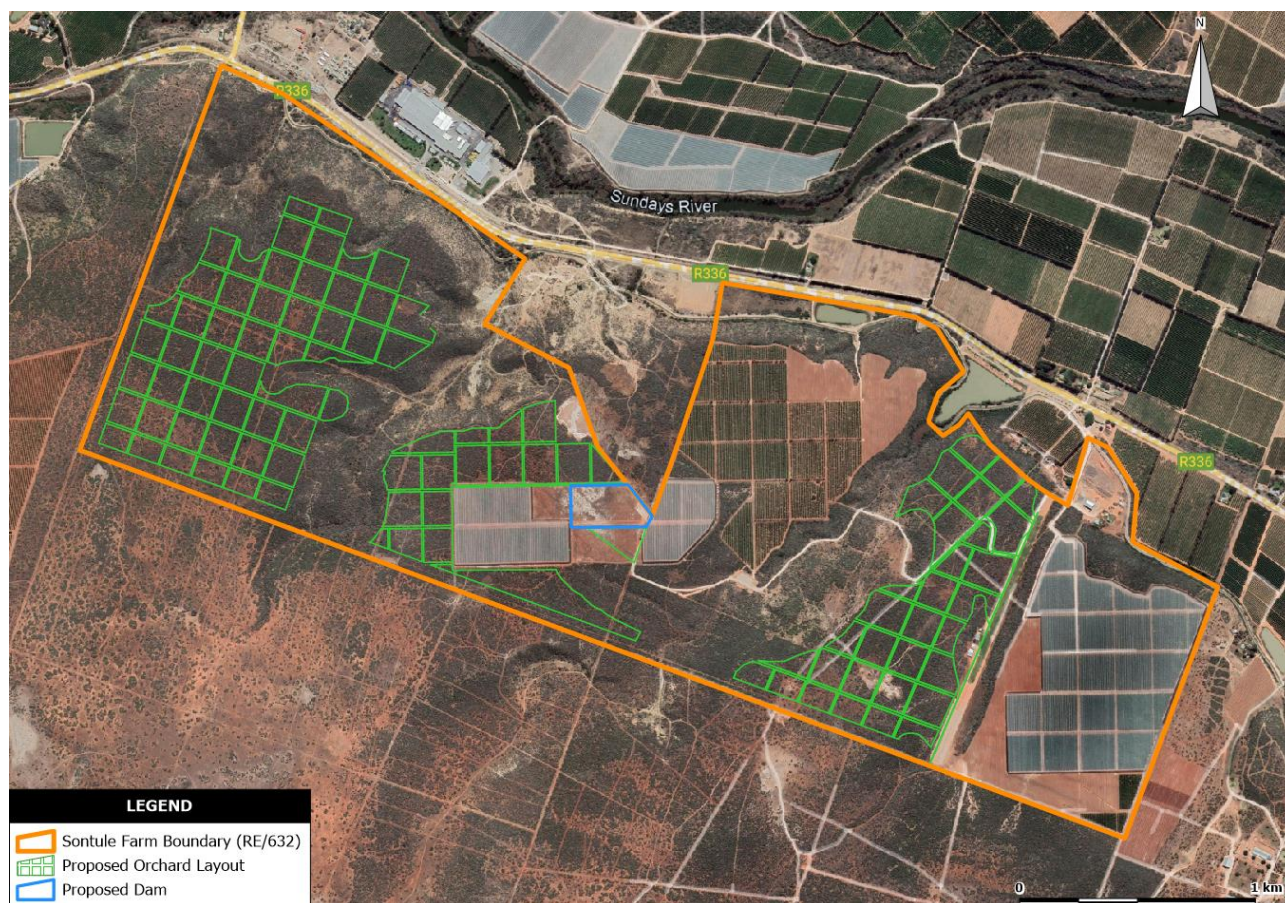 N
R336
Sundays River
R336
R336
LEGEND
Sontule Farm Boundary (RE/632)
Proposed Orchard Layout
Proposed Dam
0 1 km